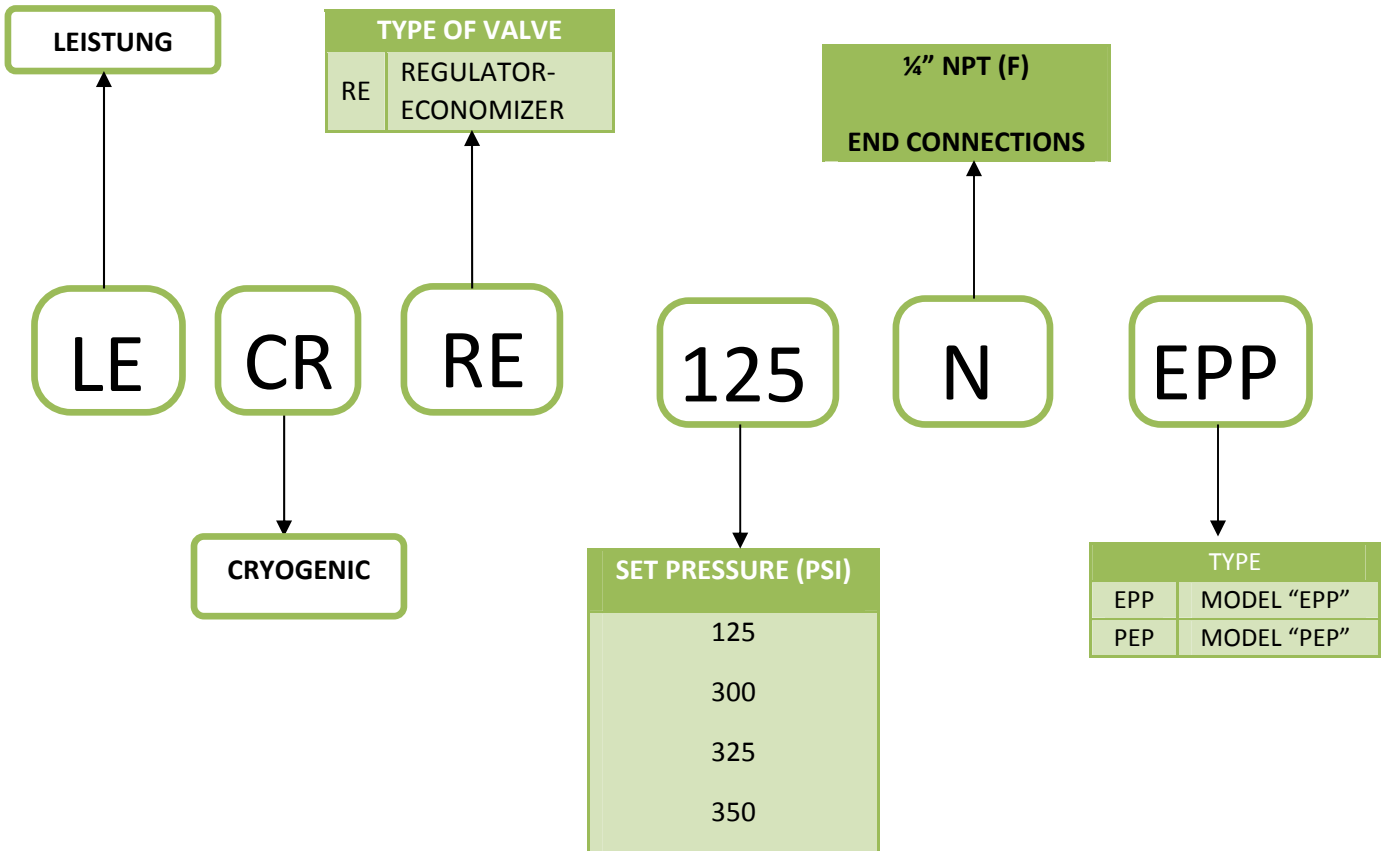 LEISTUNG
TYPE OF VALVE
RE REGULATOR-
ECONOMIZER
¼” NPT (F)
END CONNECTIONS
LE CR RE 125 N EPP
CRYOGENIC
SET PRESSURE (PSI)
125
300
325
350
TYPE
EPP MODEL “EPP”
PEP MODEL “PEP”